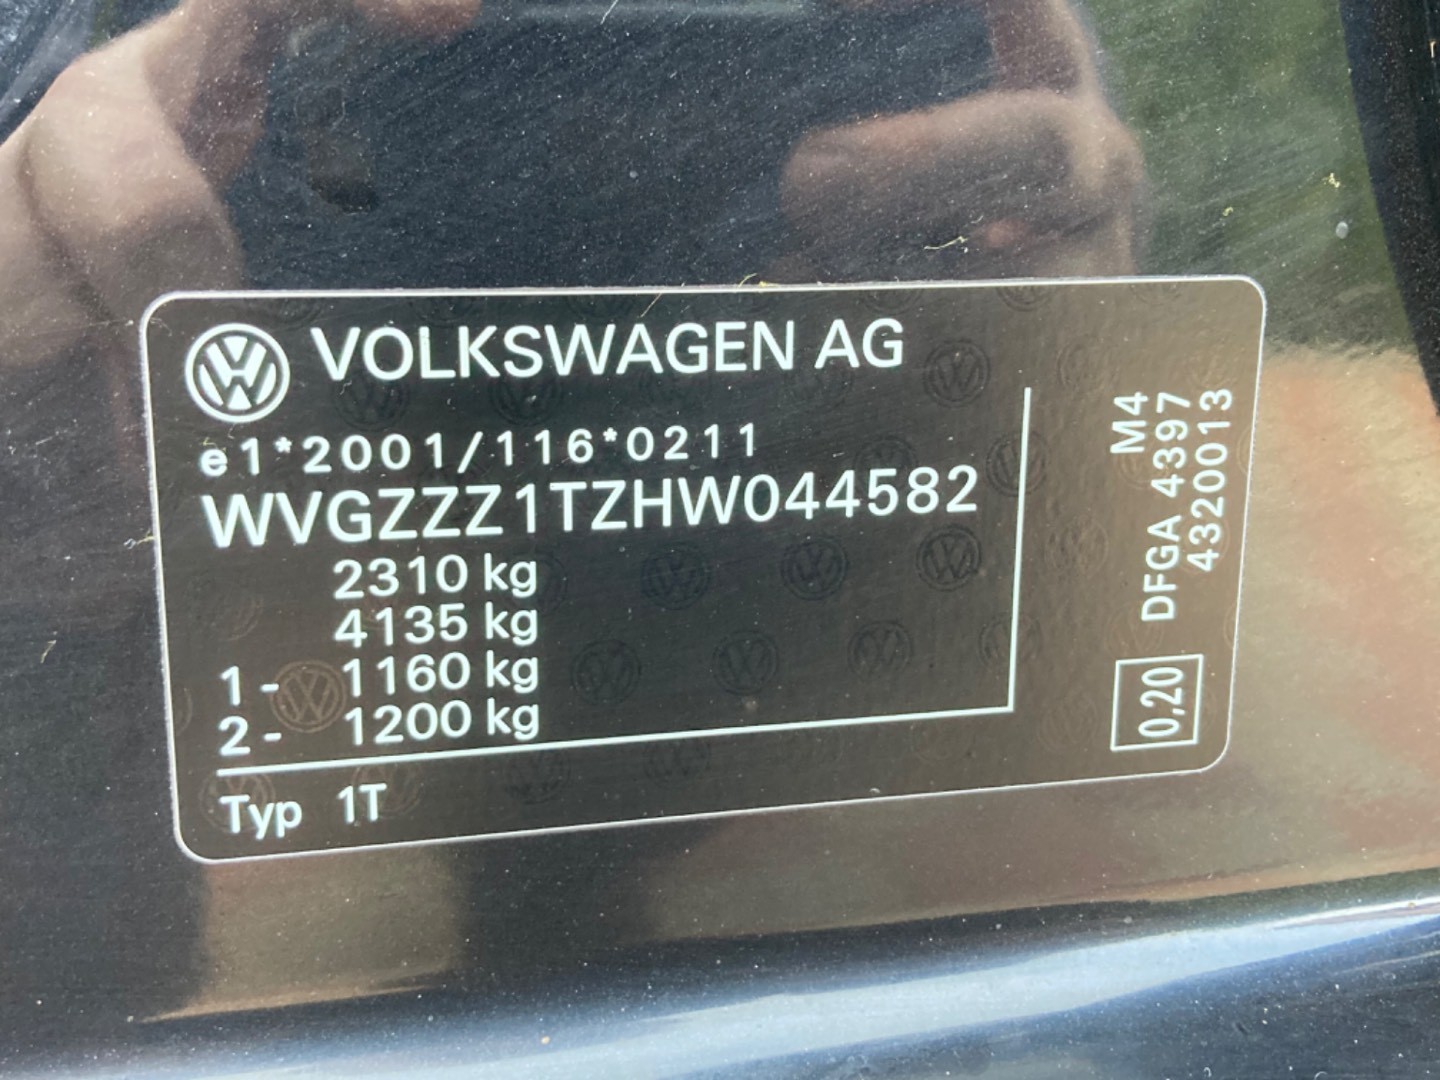 VOLKSWAGEN AG
e1*2001/116*0211
WVGZZZ1TZHW044582
2310 kg
4135 kg
1- 1160 kg
2- 1200 kg
Typ 1T
M4
DFGA 4397
4320013
0,20